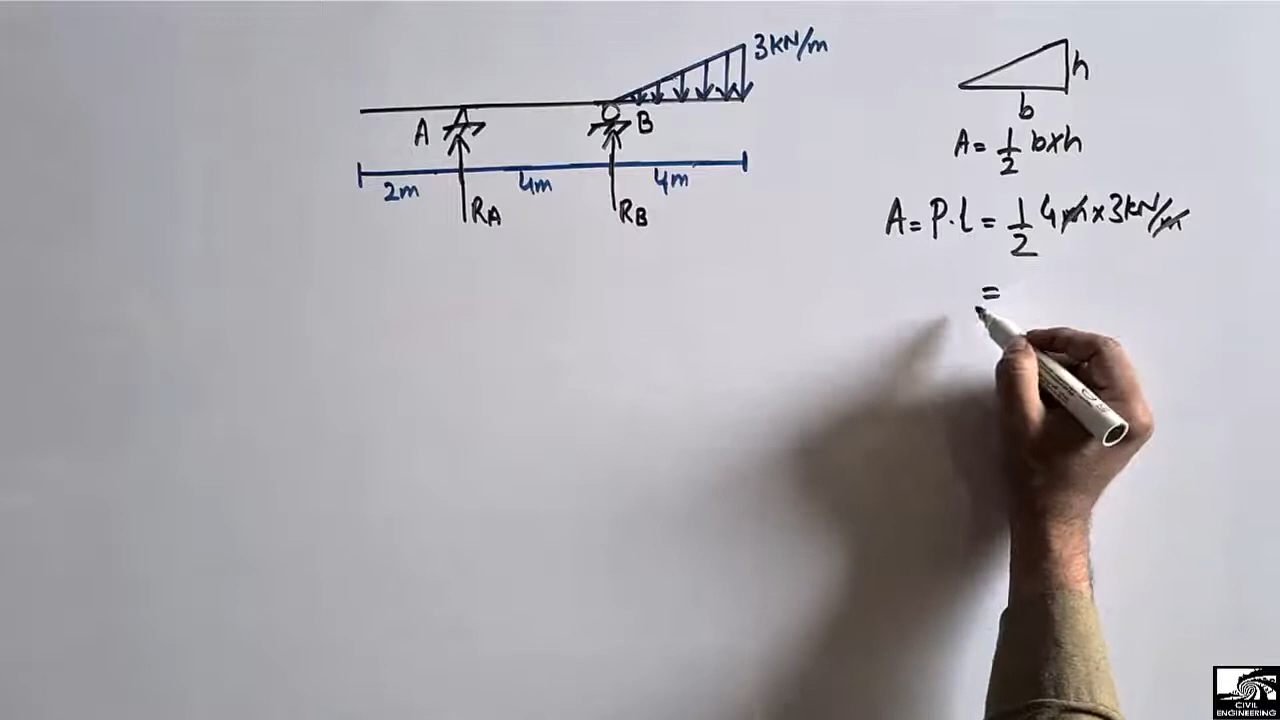 3kN/m
A B
2m 4m 4m
RA RB
h
b
A = 1/2 b×h
A = P.L = 1/2 4m×3kN/m
=
CIVIL
ENGINEERING